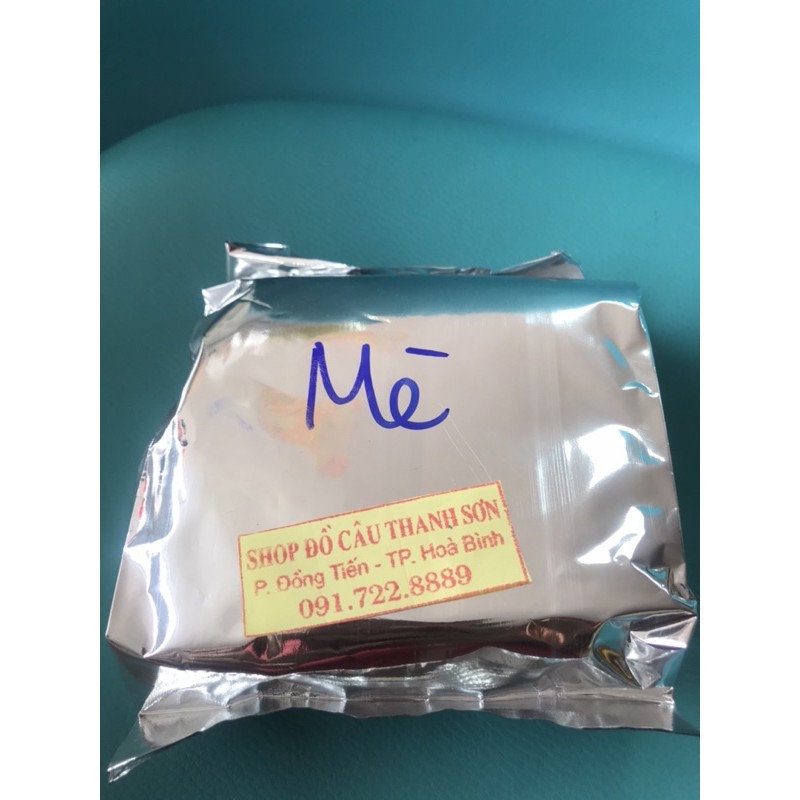 Mè
SHOP ĐỒ CÂU THANH SƠN
P. Đồng Tiến - TP. Hoà Bình
091.722.8889